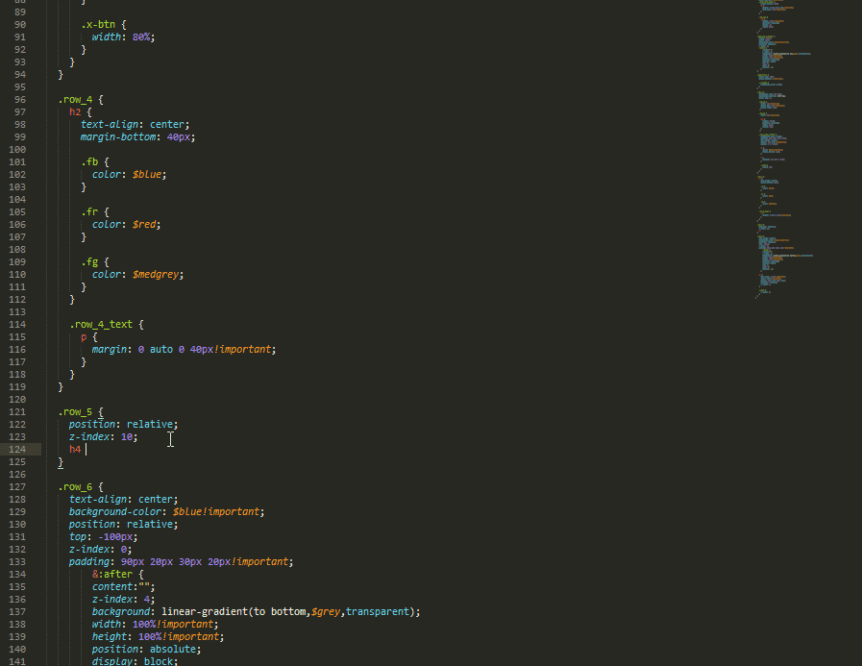 88 }
89
90 .x-btn {
91 width: 80%;
92 }
93 }
94 }
95
96 .row_4 {
97 h2 {
98 text-align: center;
99 margin-bottom: 40px;
100
101 .fb {
102 color: $blue;
103 }
104
105 .fr {
106 color: $red;
107 }
108
109 .fg {
110 color: $medgrey;
111 }
112 }
113
114 .row_4_text {
115 p {
116 margin: 0 auto 0 40px!important;
117 }
118 }
119 }
120
121 .row_5 {
122 position: relative;
123 z-index: 10;
124 h4
125 }
126
127 .row_6 {
128 text-align: center;
129 background-color: $blue!important;
130 position: relative;
131 top: -100px;
132 z-index: 0;
133 padding: 90px 20px 30px 20px!important;
134 &:after {
135 content:"";
136 z-index: 4;
137 background: linear-gradient(to bottom,$grey,transparent);
138 width: 100%!important;
139 height: 100%!important;
140 position: absolute;
141 display: block;